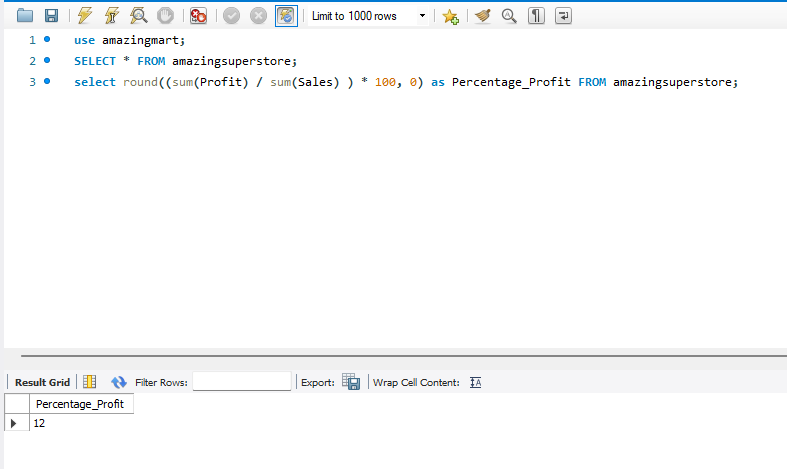 Limit to 1000 rows
1 use amazingmart;
2 SELECT * FROM amazingsuperstore;
3 select round((sum(Profit) / sum(Sales) ) * 100, 0) as Percentage_Profit FROM amazingsuperstore;
Result Grid Filter Rows: Export: Wrap Cell Content: IA
Percentage_Profit
12